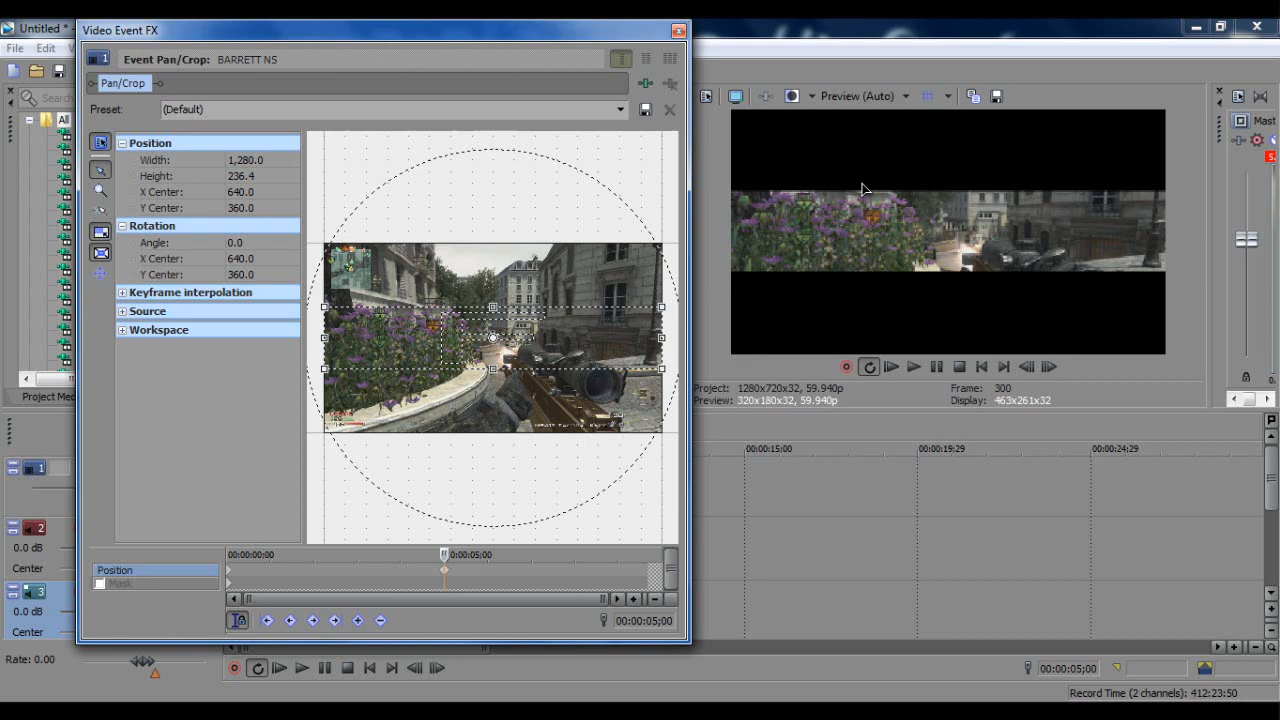 Untitled *
Video Event FX
File Edit
Event Pan/Crop: BARRETT NS
Pan/Crop
Preview (Auto)
Search
Preset: (Default)
All
Mast
Position
Width: 1,280.0
Height: 236.4
X Center: 640.0
Y Center: 360.0
Rotation
Angle: 0.0
X Center: 640.0
Y Center: 360.0
Keyframe interpolation
Source
Workspace
Project: 1280x720x32, 59.940p
Frame: 300
Preview: 320x180x32, 59.940p
Display: 463x261x32
Project Med
00:00:15:00
00:00:19:29
00:00:24;29
1
2
0.0 dB
Center
3
0.0 dB
Center
00:00:00;00
0:00:05;00
Position
Mask
00:00:05;00
Rate: 0.00
00:00:05;00
Record Time (2 channels): 412:23:50